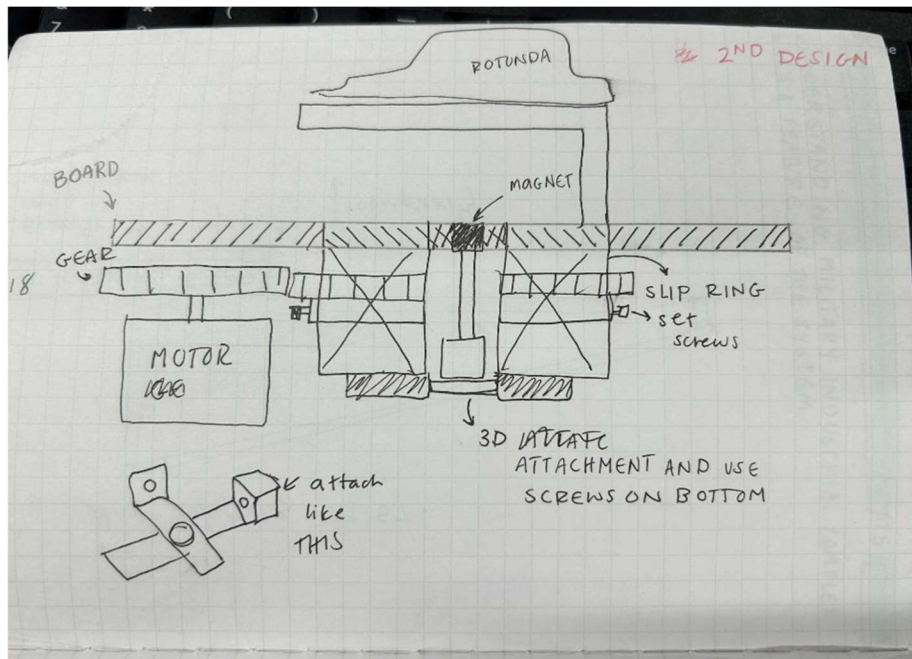 2ND DESIGN
ROTUNDA
BOARD
MAGNET
GEAR
18
SLIP RING
set
screws
MOTOR
3D
ATTACHMENT AND USE
SCREWS ON BOTTOM
attach
like
THIS